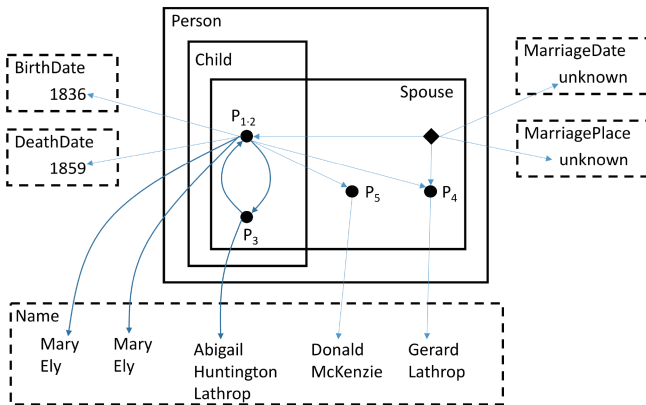 Person
Child
Spouse
BirthDate
1836
DeathDate
1859
MarriageDate
unknown
MarriagePlace
unknown
P1-2
P3
P5
P4
Name
Mary
Ely
Mary
Ely
Abigail
Huntington
Lathrop
Donald
McKenzie
Gerard
Lathrop